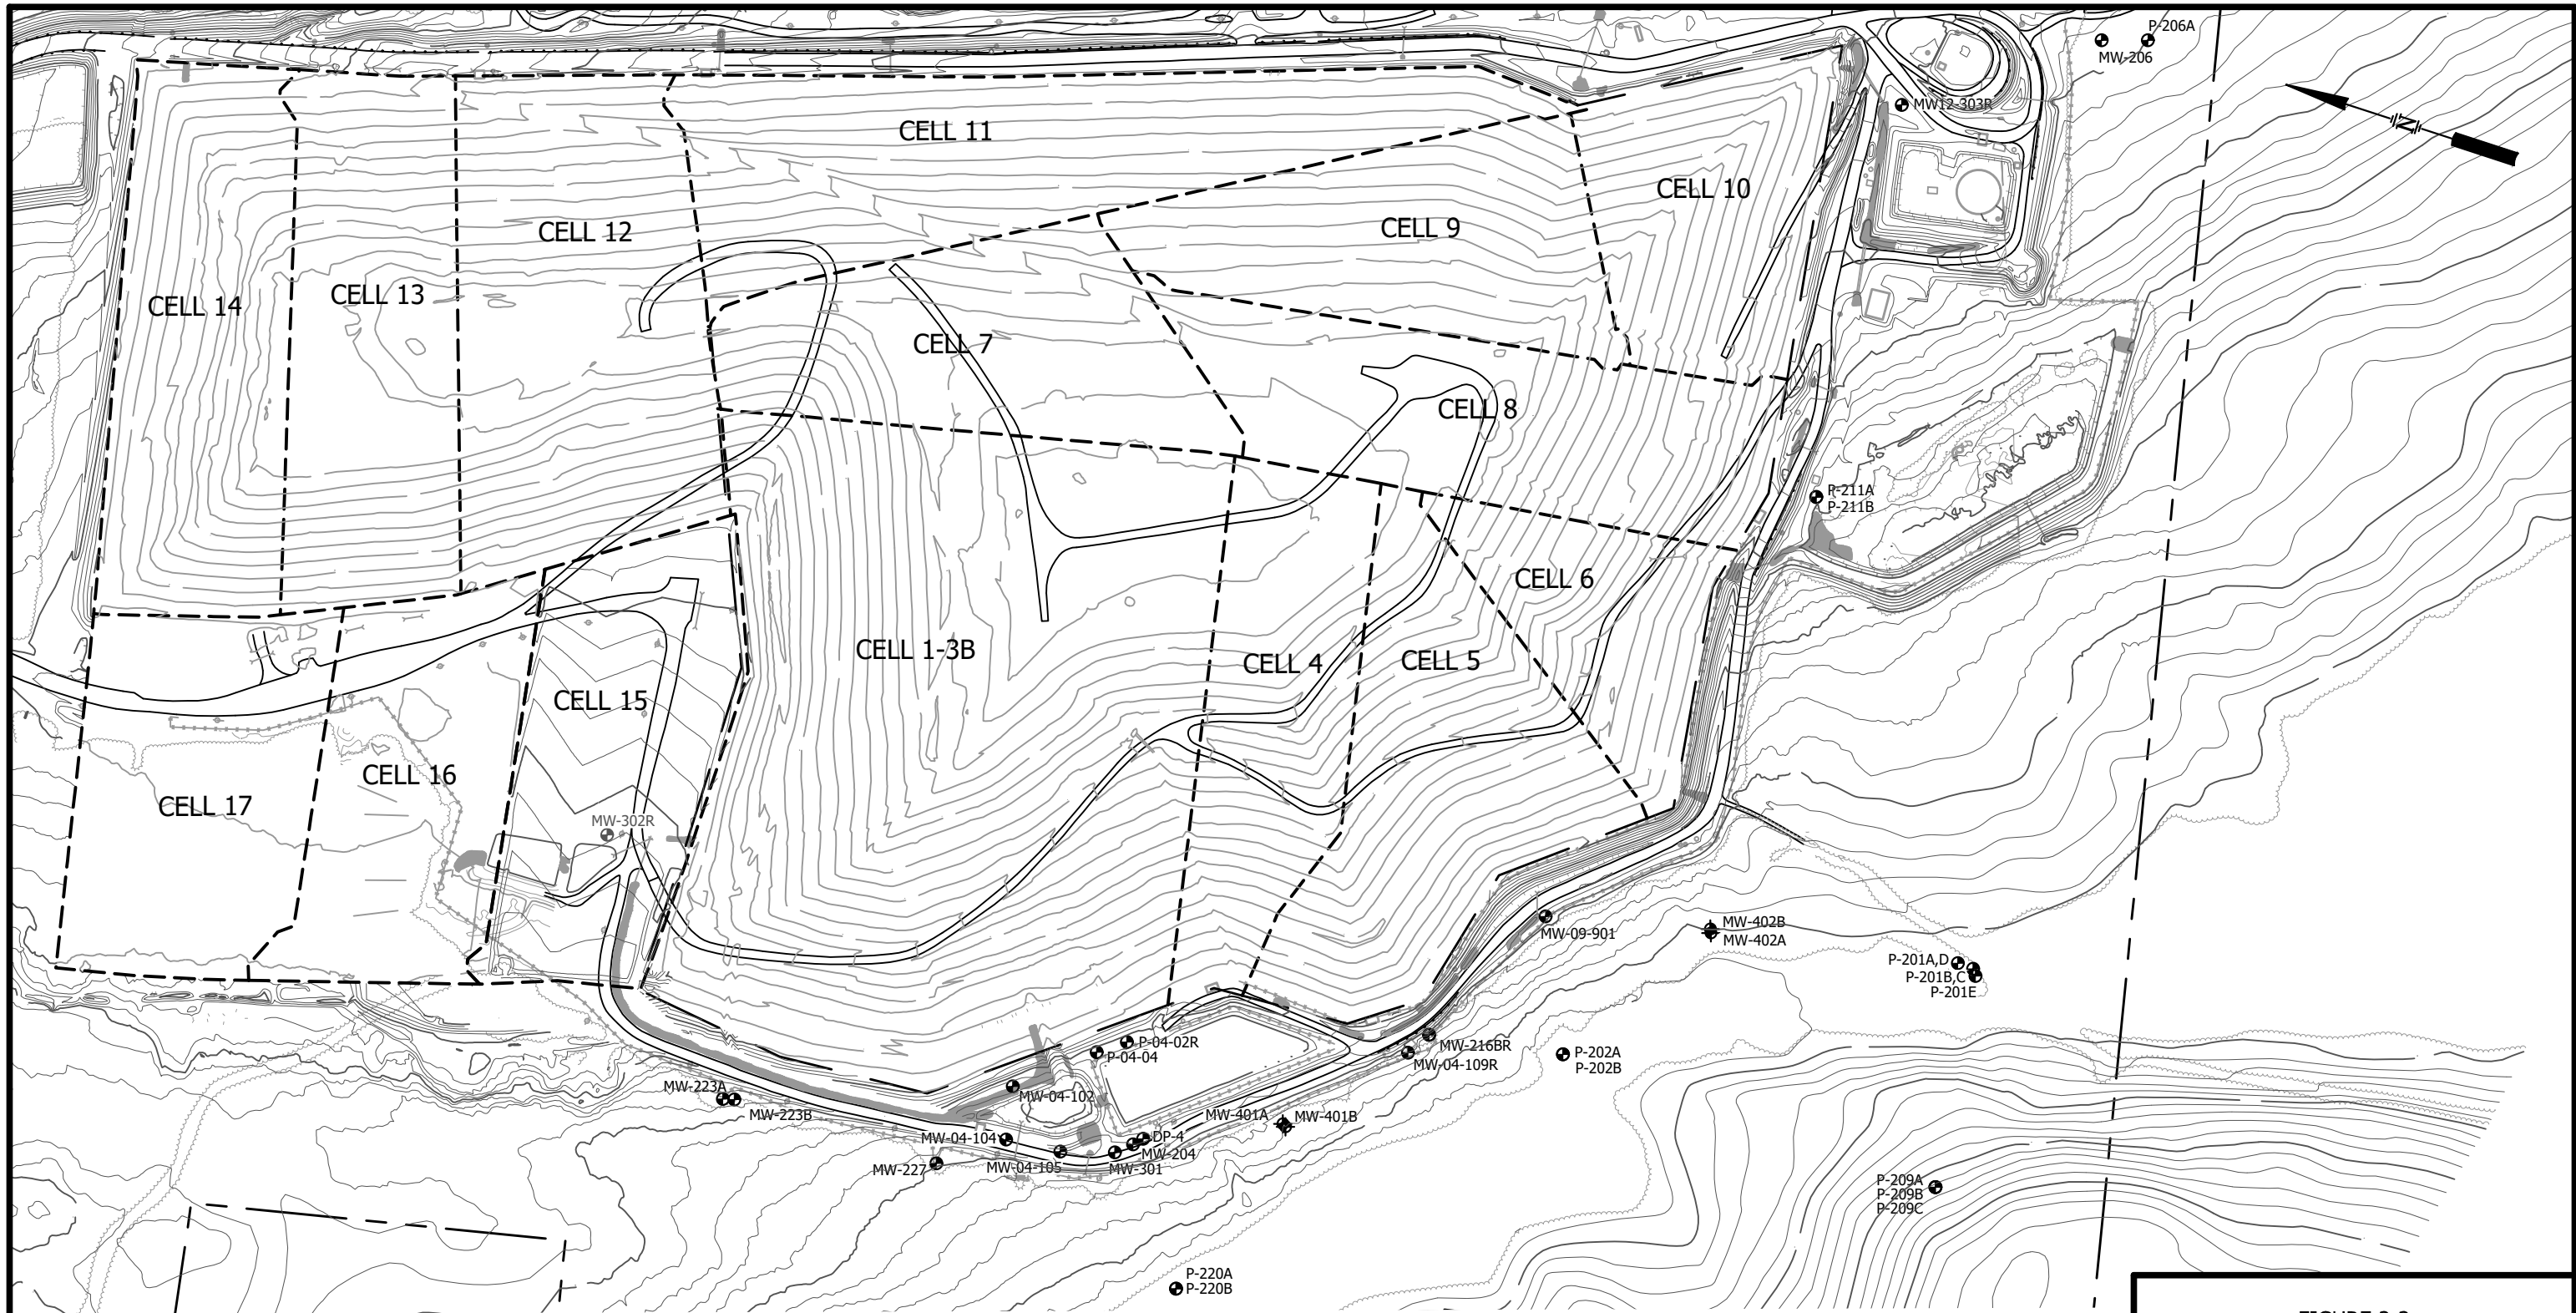 P-206A
MW-206
MW12-303R
N
CELL 11
CELL 10
CELL 12
CELL 9
CELL 14
CELL 13
CELL 7
CELL 8
P-211A
P-211B
CELL 6
CELL 1-3B
CELL 4
CELL 5
CELL 15
CELL 16
CELL 17
MW-302R
MW-09-901
MW-402B
MW-402A
P-201A,D
P-201B,C
P-201E
P-04-02R
P-04-04
MW-216BR
MW-04-109R
P-202A
P-202B
MW-223A
MW-223B
MW-04-102
MW-401A
MW-401B
MW-04-104
DP-4
MW-204
MW-227
MW-04-105
MW-301
P-209A
P-209B
P-209C
P-220A
P-220B